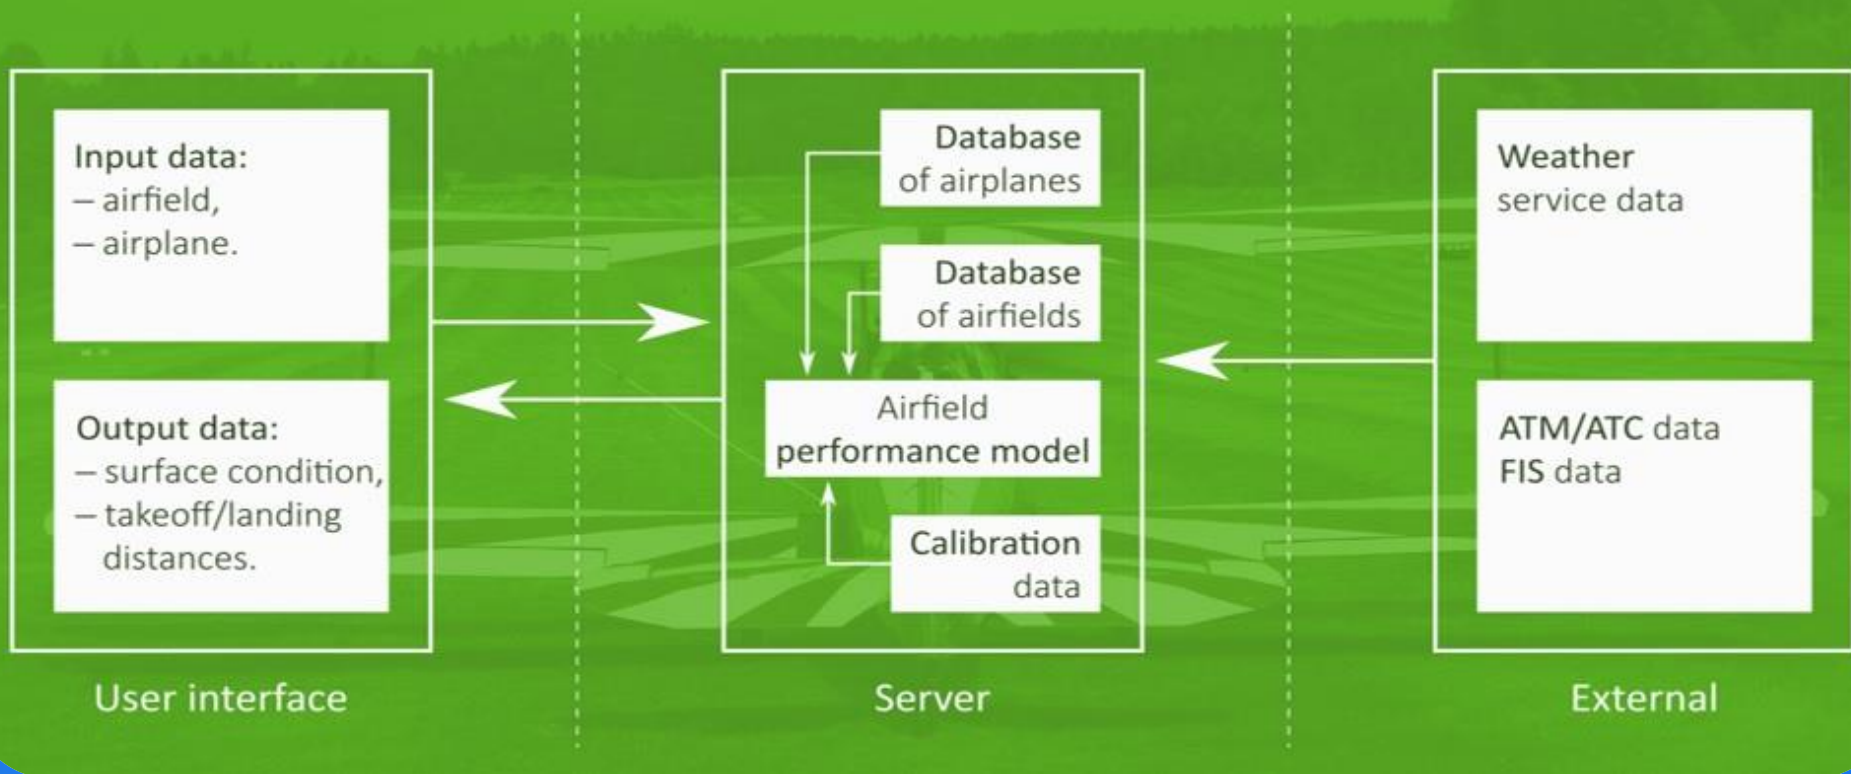 Input data:
– airfield,
– airplane.
Output data:
– surface condition,
– takeoff/landing
distances.
User interface
Database
of airplanes
Database
of airfields
Airfield
performance model
Calibration
data
Server
Weather
service data
ATM/ATC data
FIS data
External